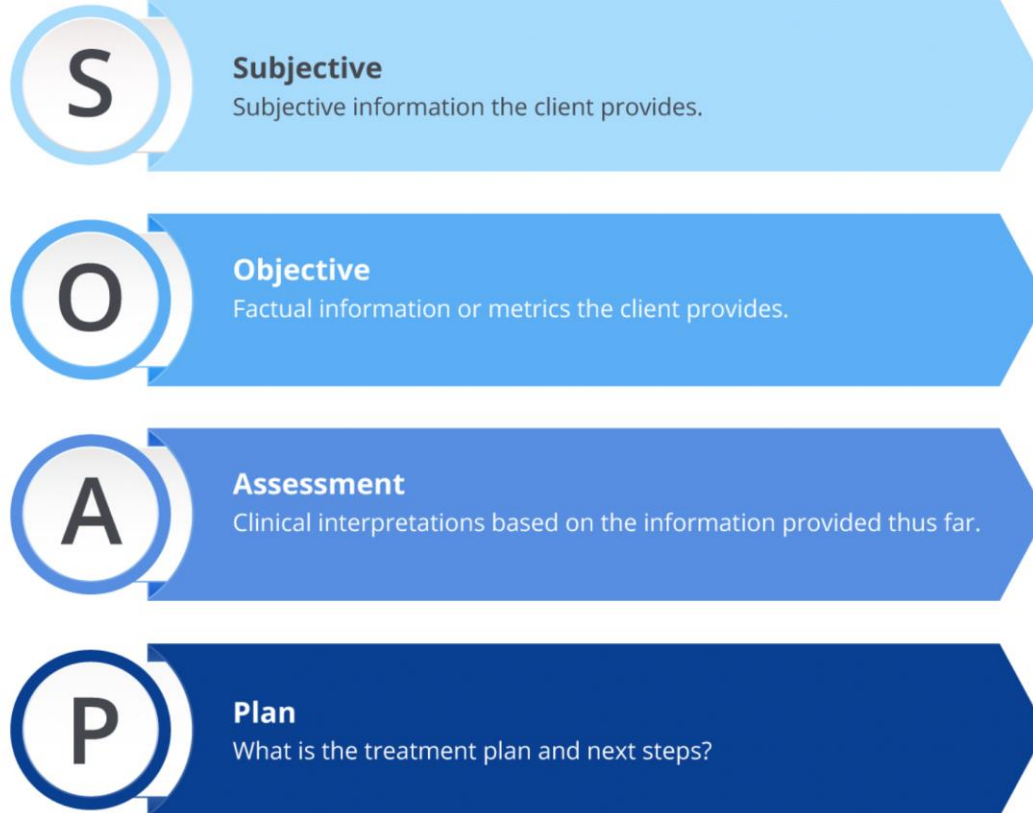 S
Subjective
Subjective information the client provides.
O
Objective
Factual information or metrics the client provides.
A
Assessment
Clinical interpretations based on the information provided thus far.
P
Plan
What is the treatment plan and next steps?